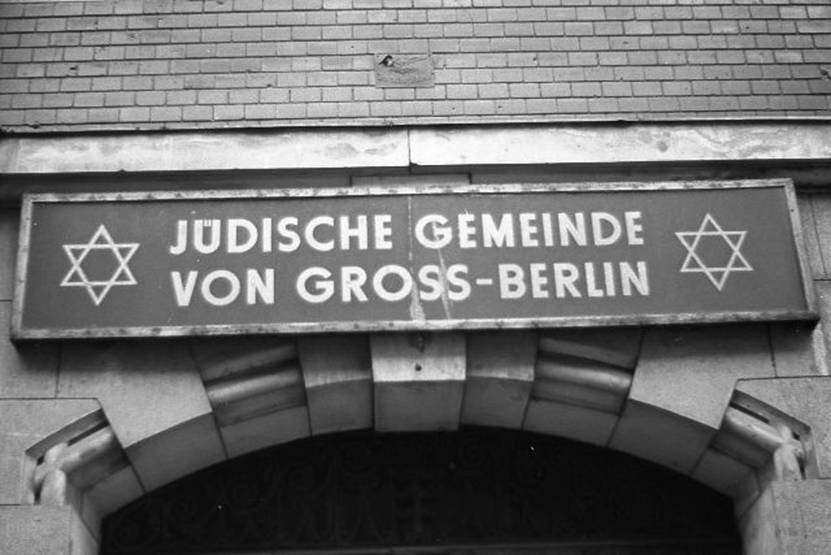 JÜDISCHE GEMEINDE
VON GROSS-BERLIN